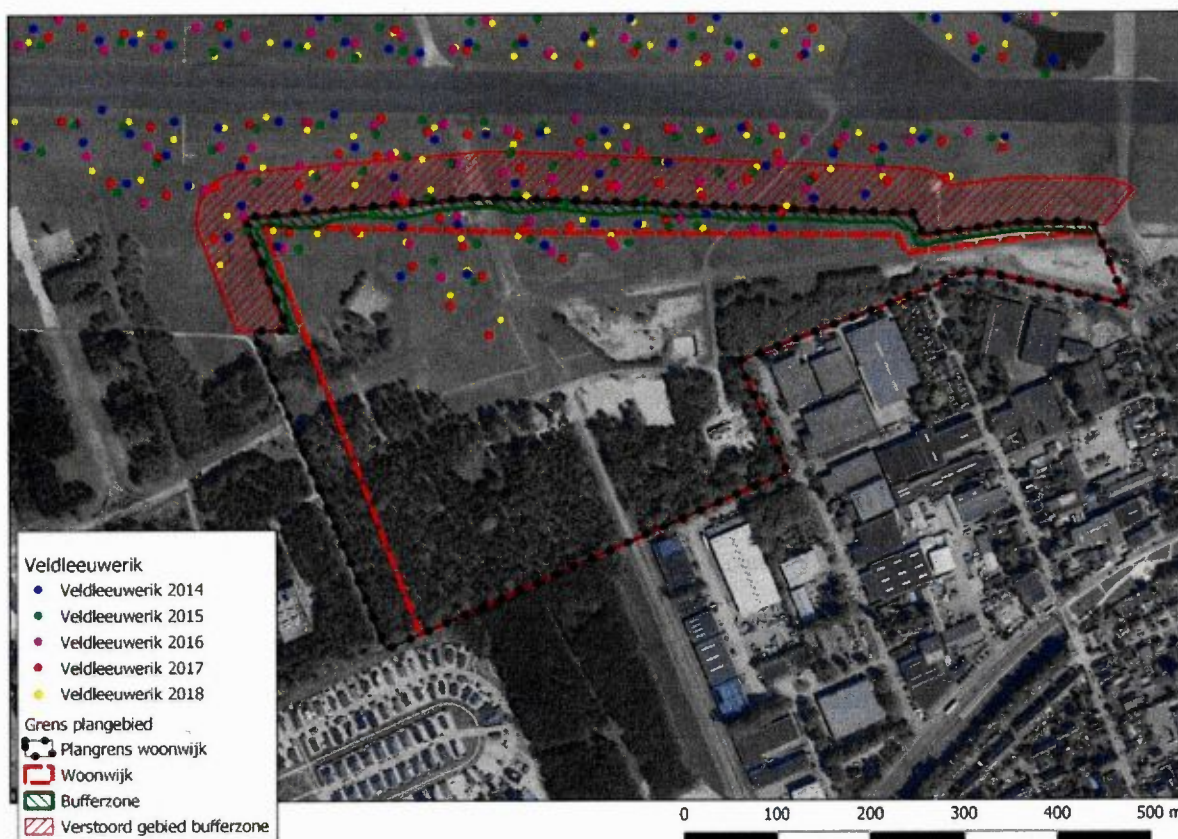 Veldleeuwerik
Veldleeuwerik 2014
Veldleeuwerik 2015
Veldleeuwerik 2016
Veldleeuwerik 2017
Veldleeuwerik 2018
Grens plangebied
Plangrens woonwijk
Woonwijk
Bufferzone
Verstoord gebied bufferzone
0 100 200 300 400 500 m